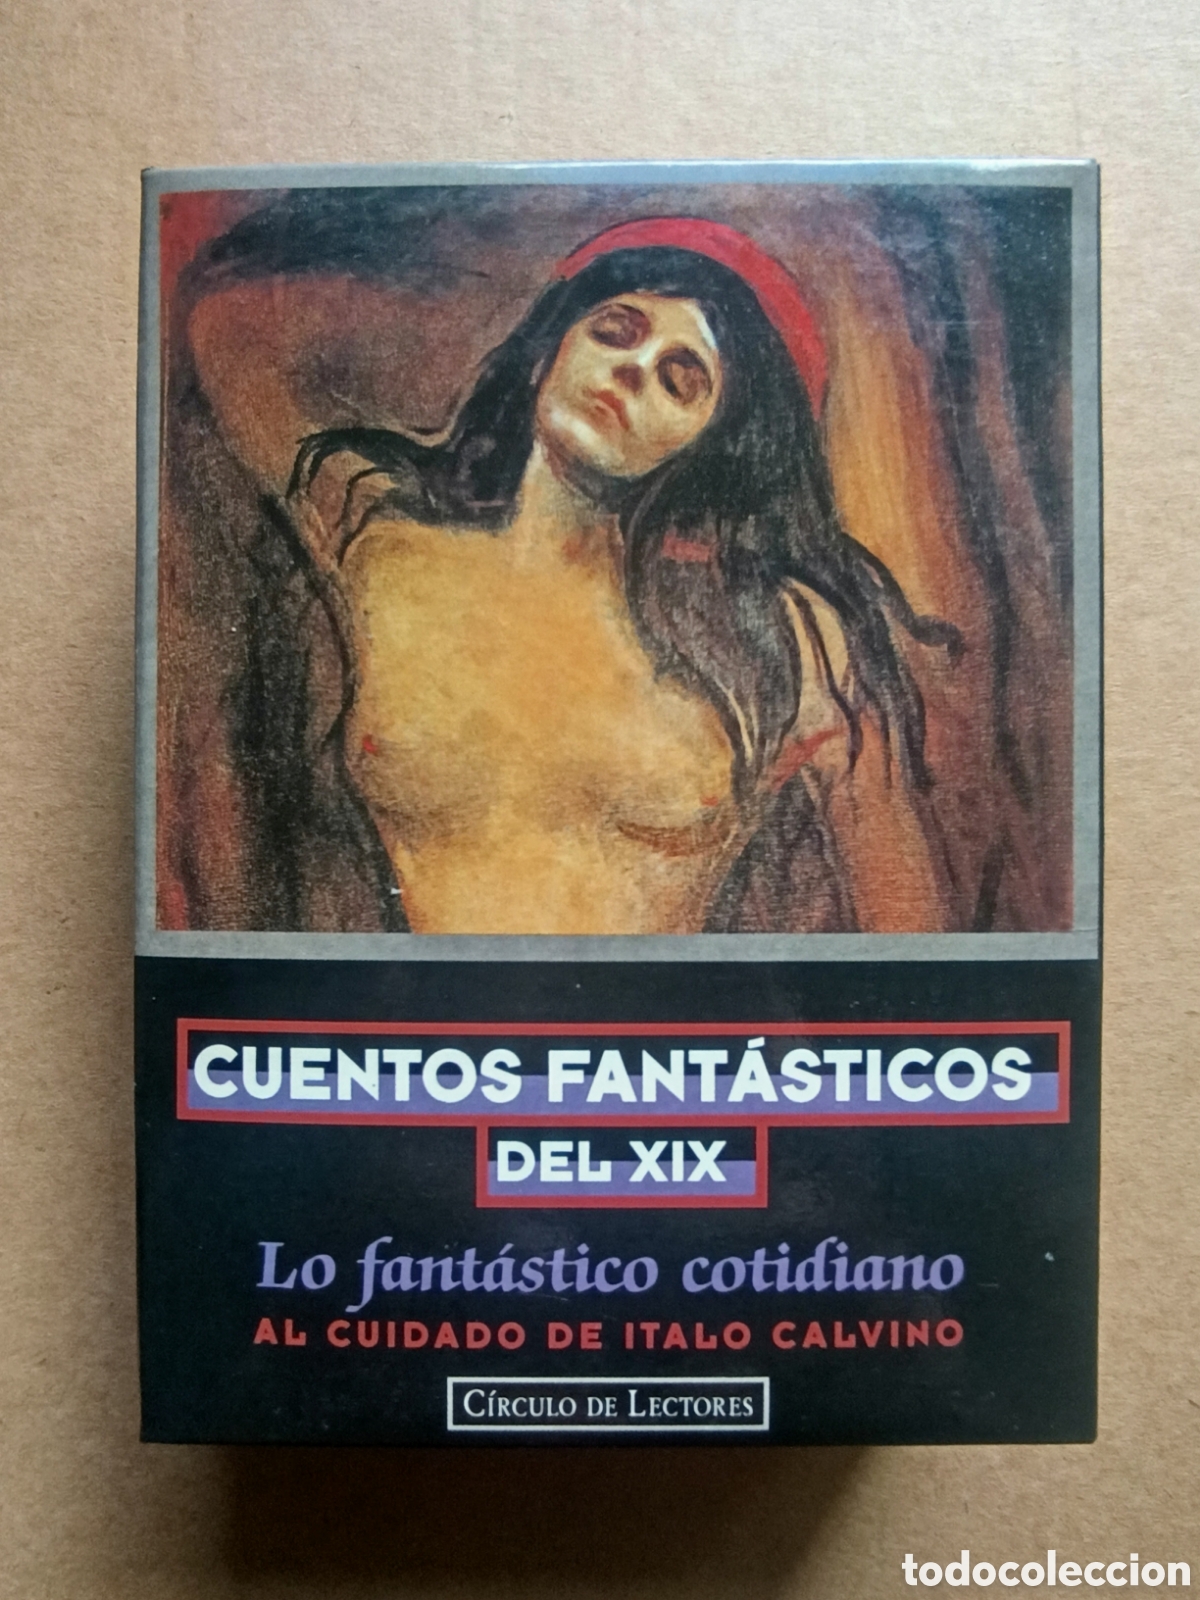 CUENTOS FANTÁSTICOS
DEL XIX
Lo fantástico cotidiano
AL CUIDADO DE ITALO CALVINO
CÍRCULO DE LECTORES
todocoleccion